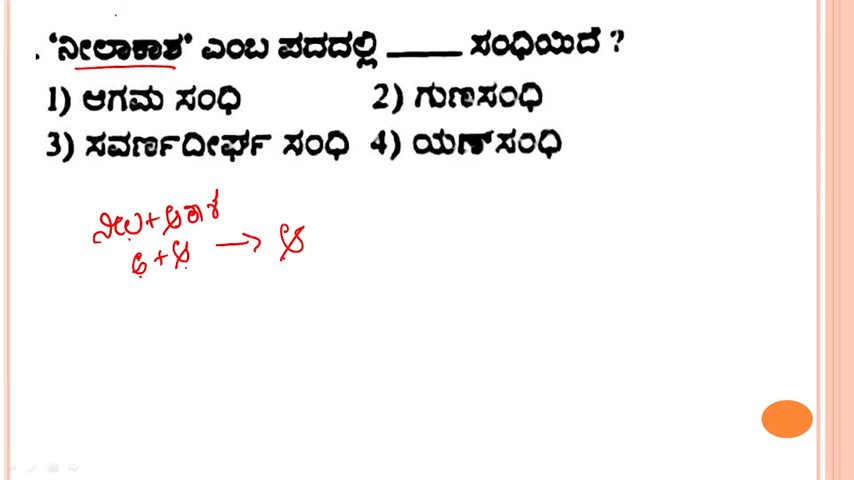 . 'ನೀಲಾಕಾಶ' ಎಂಬ ಪದದಲ್ಲಿ _____ ಸಂಧಿಯಿದೆ ?
1) ಆಗಮ ಸಂಧಿ 2) ಗುಣಸಂಧಿ
3) ಸವರ್ಣದೀರ್ಘ ಸಂಧಿ 4) ಯಣ್‌ಸಂಧಿ
ನೀಲ+ಆಕಾಶ
ಅ+ಆ → ಆ